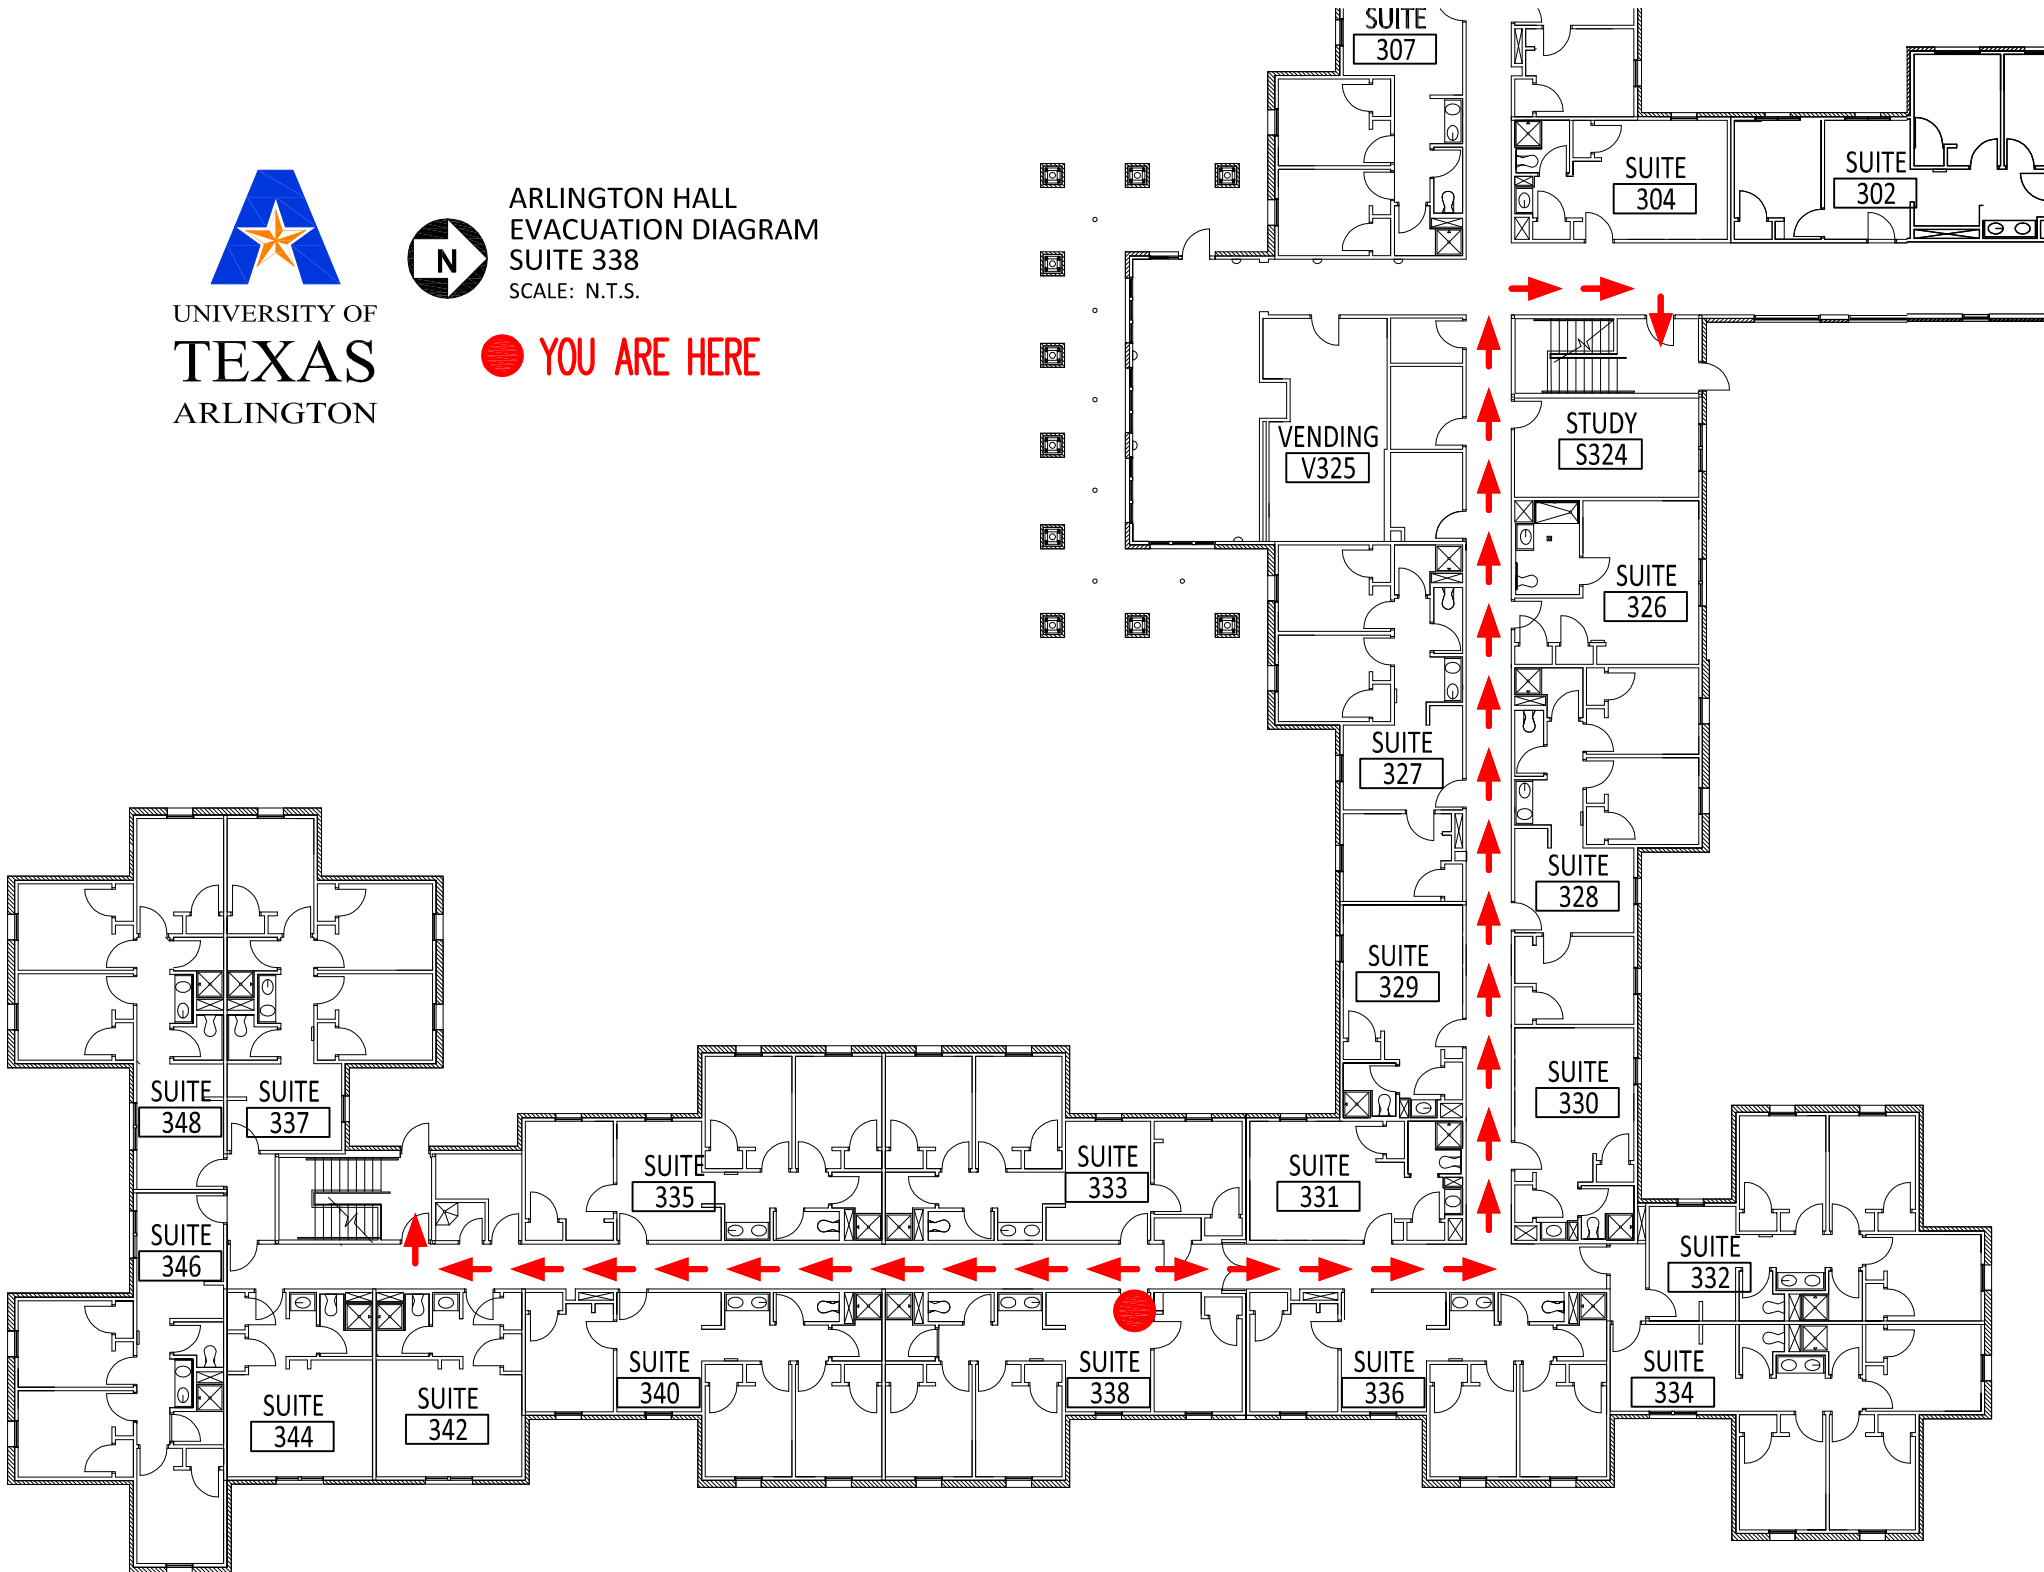 SUITE
307
SUITE
304
SUITE
302
UNIVERSITY OF
TEXAS
ARLINGTON
N
ARLINGTON HALL
EVACUATION DIAGRAM
SUITE 338
SCALE: N.T.S.
YOU ARE HERE
VENDING
V325
STUDY
S324
SUITE
326
SUITE
327
SUITE
328
SUITE
329
SUITE
330
SUITE
348
SUITE
337
SUITE
335
SUITE
333
SUITE
331
SUITE
346
SUITE
332
SUITE
344
SUITE
342
SUITE
340
SUITE
338
SUITE
336
SUITE
334